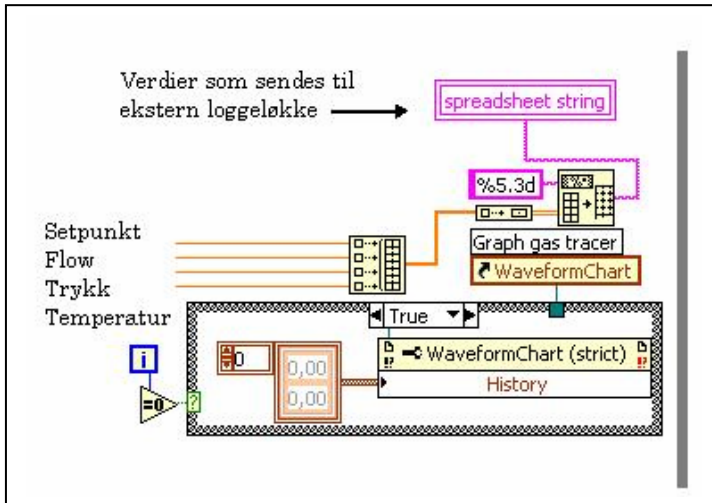 Verdier som sendes til
ekstern loggeløkke
spreadsheet string
%5.3d
Graph gas tracer
WaveformChart
Setpunkt
Flow
Trykk
Temperatur
True
i
=0
?
0
0,00
0,00
!? WaveformChart (strict) !?
History